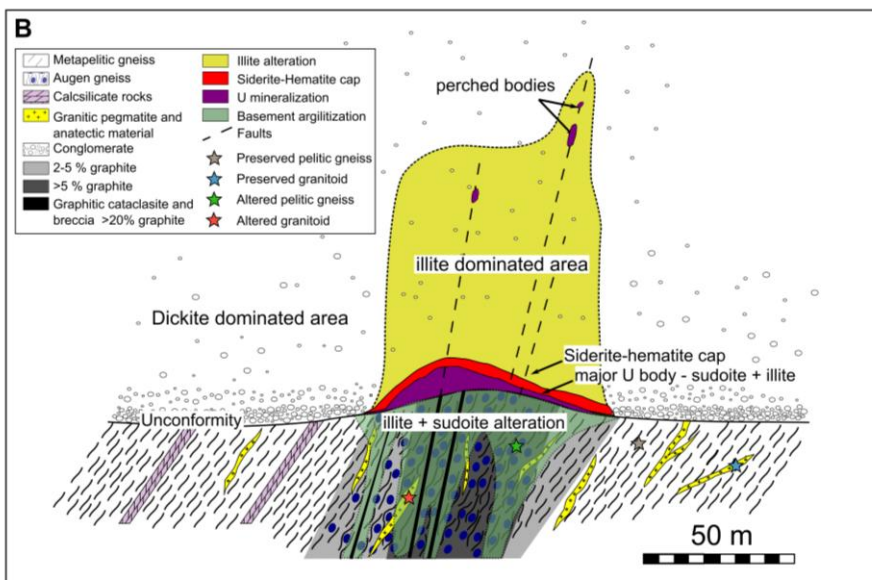 B
Metapelitic gneiss
Augen gneiss
Calcsilicate rocks
Granitic pegmatite and
anatectic material
Conglomerate
2-5 % graphite
>5 % graphite
Graphitic cataclasite and
breccia >20% graphite
Illite alteration
Siderite-Hematite cap
U mineralization
Basement argilitization
Faults
Preserved pelitic gneiss
Preserved granitoid
Altered pelitic gneiss
Altered granitoid
perched bodies
illite dominated area
Dickite dominated area
Siderite-hematite cap
major U body - sudoite + illite
Unconformity
illite + sudoite alteration
50 m